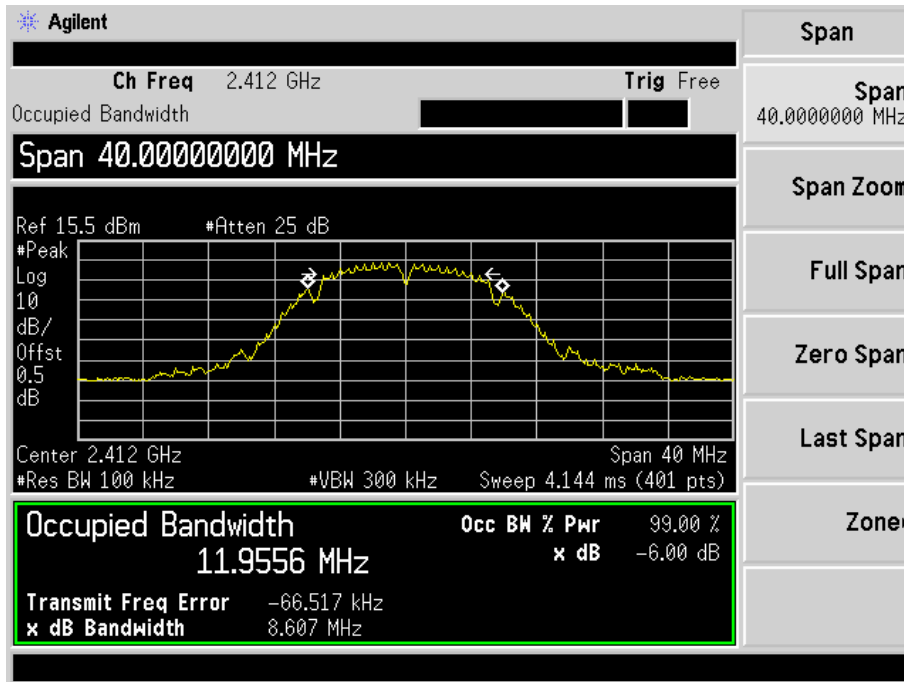 Agilent
Span
Ch Freq 2.412 GHz Trig Free
Occupied Bandwidth
Span
40.0000000 MHz
Span 40.00000000 MHz
Span Zoom
Ref 15.5 dBm #Atten 25 dB
#Peak
Log
10
dB/
Offst
0.5
dB
Full Span
Zero Span
Last Span
Center 2.412 GHz Span 40 MHz
#Res BW 100 kHz #VBW 300 kHz Sweep 4.144 ms (401 pts)
Occupied Bandwidth Occ BW % Pwr 99.00 %
11.9556 MHz x dB -6.00 dB
Zone
Transmit Freq Error -66.517 kHz
x dB Bandwidth 8.607 MHz